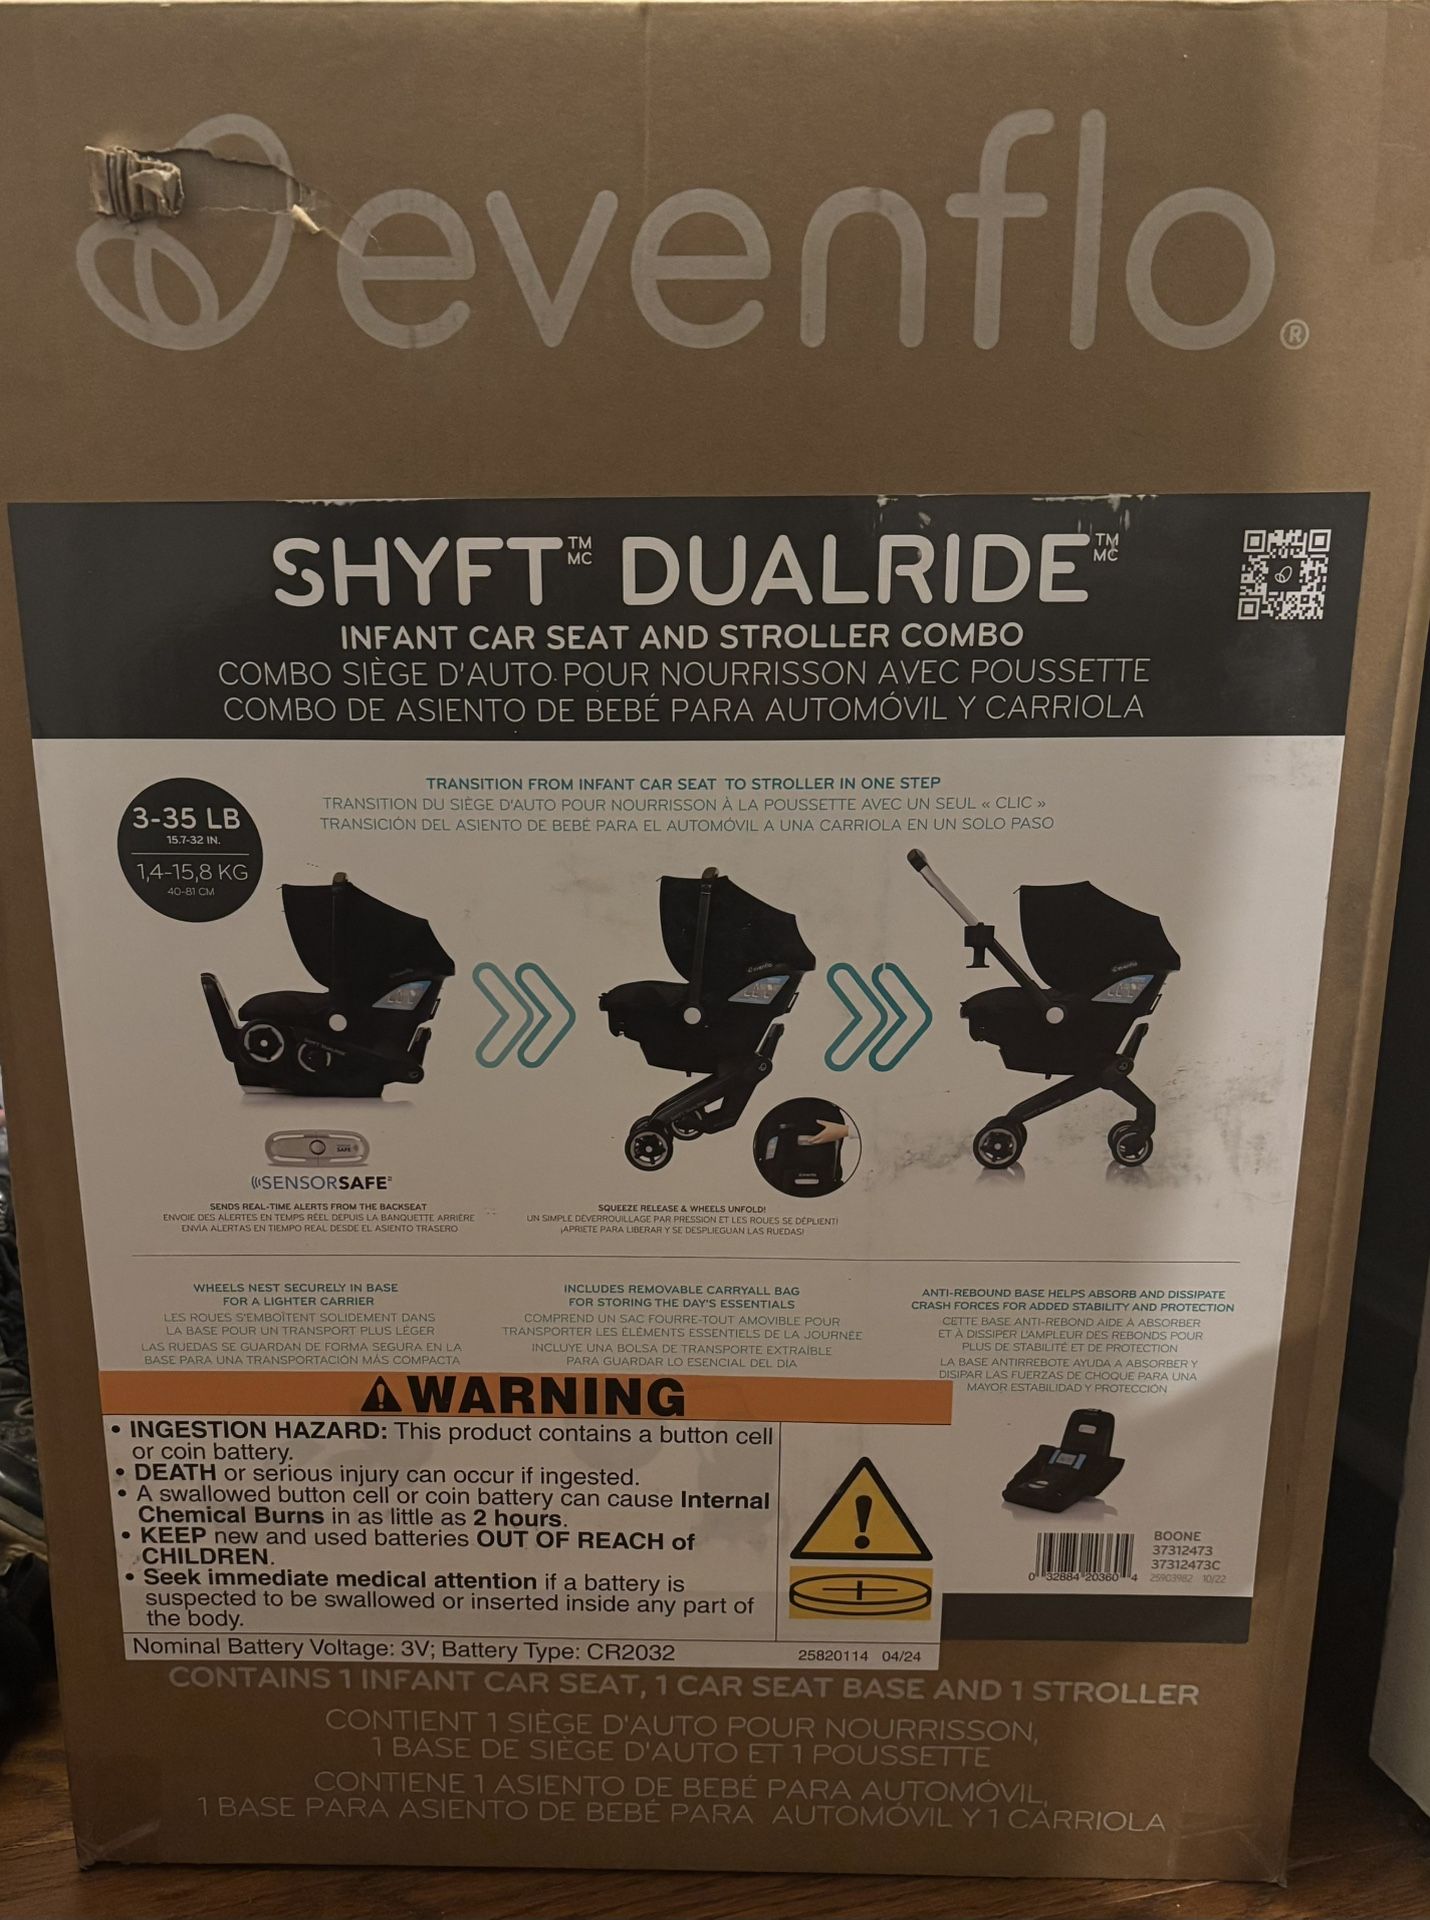 evenflo®
SHYFT™ MC DUALRIDE™ MC
INFANT CAR SEAT AND STROLLER COMBO
COMBO SIÈGE D'AUTO POUR NOURRISSON AVEC POUSSETTE
COMBO DE ASIENTO DE BEBÉ PARA AUTOMÓVIL Y CARRIOLA
TRANSITION FROM INFANT CAR SEAT TO STROLLER IN ONE STEP
TRANSITION DU SIÈGE D'AUTO POUR NOURRISSON À LA POUSSETTE AVEC UN SEUL « CLIC »
TRANSICIÓN DEL ASIENTO DE BEBÉ PARA EL AUTOMÓVIL A UNA CARRIOLA EN UN SOLO PASO
3-35 LB
15.7-32 IN.
1,4-15,8 KG
40-81 CM
evenflo
evenflo
evenflo
SAFE
SENSORSAFE
SENDS REAL-TIME ALERTS FROM THE BACKSEAT
ENVOIE DES ALERTES EN TEMPS RÉEL DEPUIS LA BANQUETTE ARRIÈRE
ENVÍA ALERTAS EN TIEMPO REAL DESDE EL ASIENTO TRASERO
evenflo
SQUEEZE RELEASE & WHEELS UNFOLD!
UN SIMPLE DÉVERROUILLAGE PAR PRESSION ET LES ROUES SE DÉPLIENT!
¡APRIETE PARA LIBERAR Y SE DESPLIEGUAN LAS RUEDAS!
WHEELS NEST SECURELY IN BASE
FOR A LIGHTER CARRIER
LES ROUES S'EMBOÎTENT SOLIDEMENT DANS
LA BASE POUR UN TRANSPORT PLUS LÉGER
LAS RUEDAS SE GUARDAN DE FORMA SEGURA EN LA
BASE PARA UNA TRANSPORTACIÓN MÁS COMPACTA
INCLUDES REMOVABLE CARRYALL BAG
FOR STORING THE DAY'S ESSENTIALS
COMPREND UN SAC FOURRE-TOUT AMOVIBLE POUR
TRANSPORTER LES ÉLÉMENTS ESSENTIELS DE LA JOURNÉE
INCLUYE UNA BOLSA DE TRANSPORTE EXTRAÍBLE
PARA GUARDAR LO ESENCIAL DEL DÍA
ANTI-REBOUND BASE HELPS ABSORB AND DISSIPATE
CRASH FORCES FOR ADDED STABILITY AND PROTECTION
CETTE BASE ANTI-REBOND AIDE À ABSORBER
ET À DISSIPER L'AMPLEUR DES REBONDS POUR
PLUS DE STABILITÉ ET DE PROTECTION
LA BASE ANTIRREBOTE AYUDA A ABSORBER Y
DISIPAR LAS FUERZAS DE CHOQUE PARA UNA
MAYOR ESTABILIDAD Y PROTECCIÓN
WARNING
• INGESTION HAZARD: This product contains a button cell
or coin battery.
• DEATH or serious injury can occur if ingested.
• A swallowed button cell or coin battery can cause Internal
Chemical Burns in as little as 2 hours.
• KEEP new and used batteries OUT OF REACH of
CHILDREN.
• Seek immediate medical attention if a battery is
suspected to be swallowed or inserted inside any part of
the body.
Nominal Battery Voltage: 3V; Battery Type: CR2032
25820114 04/24
0 32884 20360 4
BOONE
37312473
37312473C
25903982 10/22
CONTAINS 1 INFANT CAR SEAT, 1 CAR SEAT BASE AND 1 STROLLER
CONTIENT 1 SIÈGE D'AUTO POUR NOURRISSON,
1 BASE DE SIÈGE D'AUTO ET 1 POUSSETTE
CONTIENE 1 ASIENTO DE BEBÉ PARA AUTOMÓVIL,
1 BASE PARA ASIENTO DE BEBÉ PARA AUTOMÓVIL Y 1 CARRIOLA